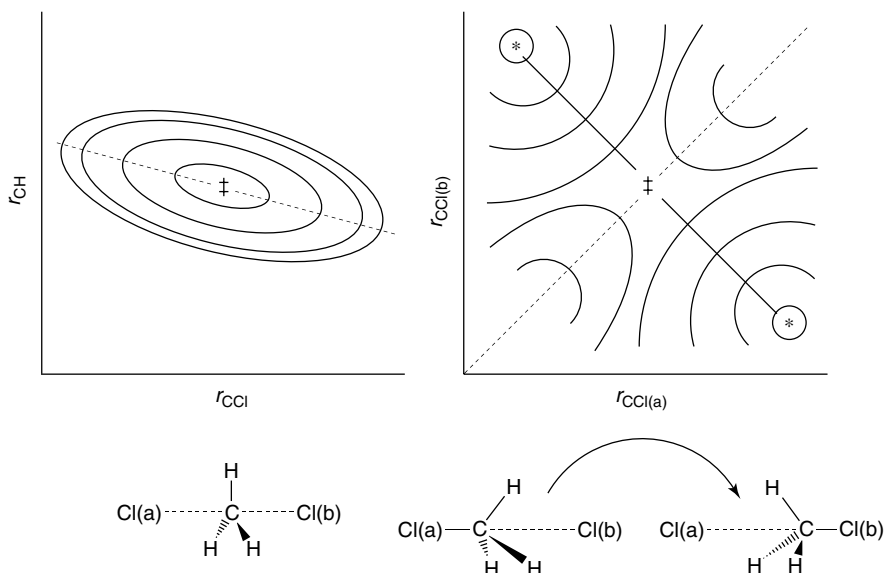 r_CH
r_CCl
‡
r_CCl(b)
r_CCl(a)
*
‡
*
H
Cl(a) C Cl(b)
H H
H
Cl(a) C Cl(b)
H H
H
Cl(a) C Cl(b)
H H